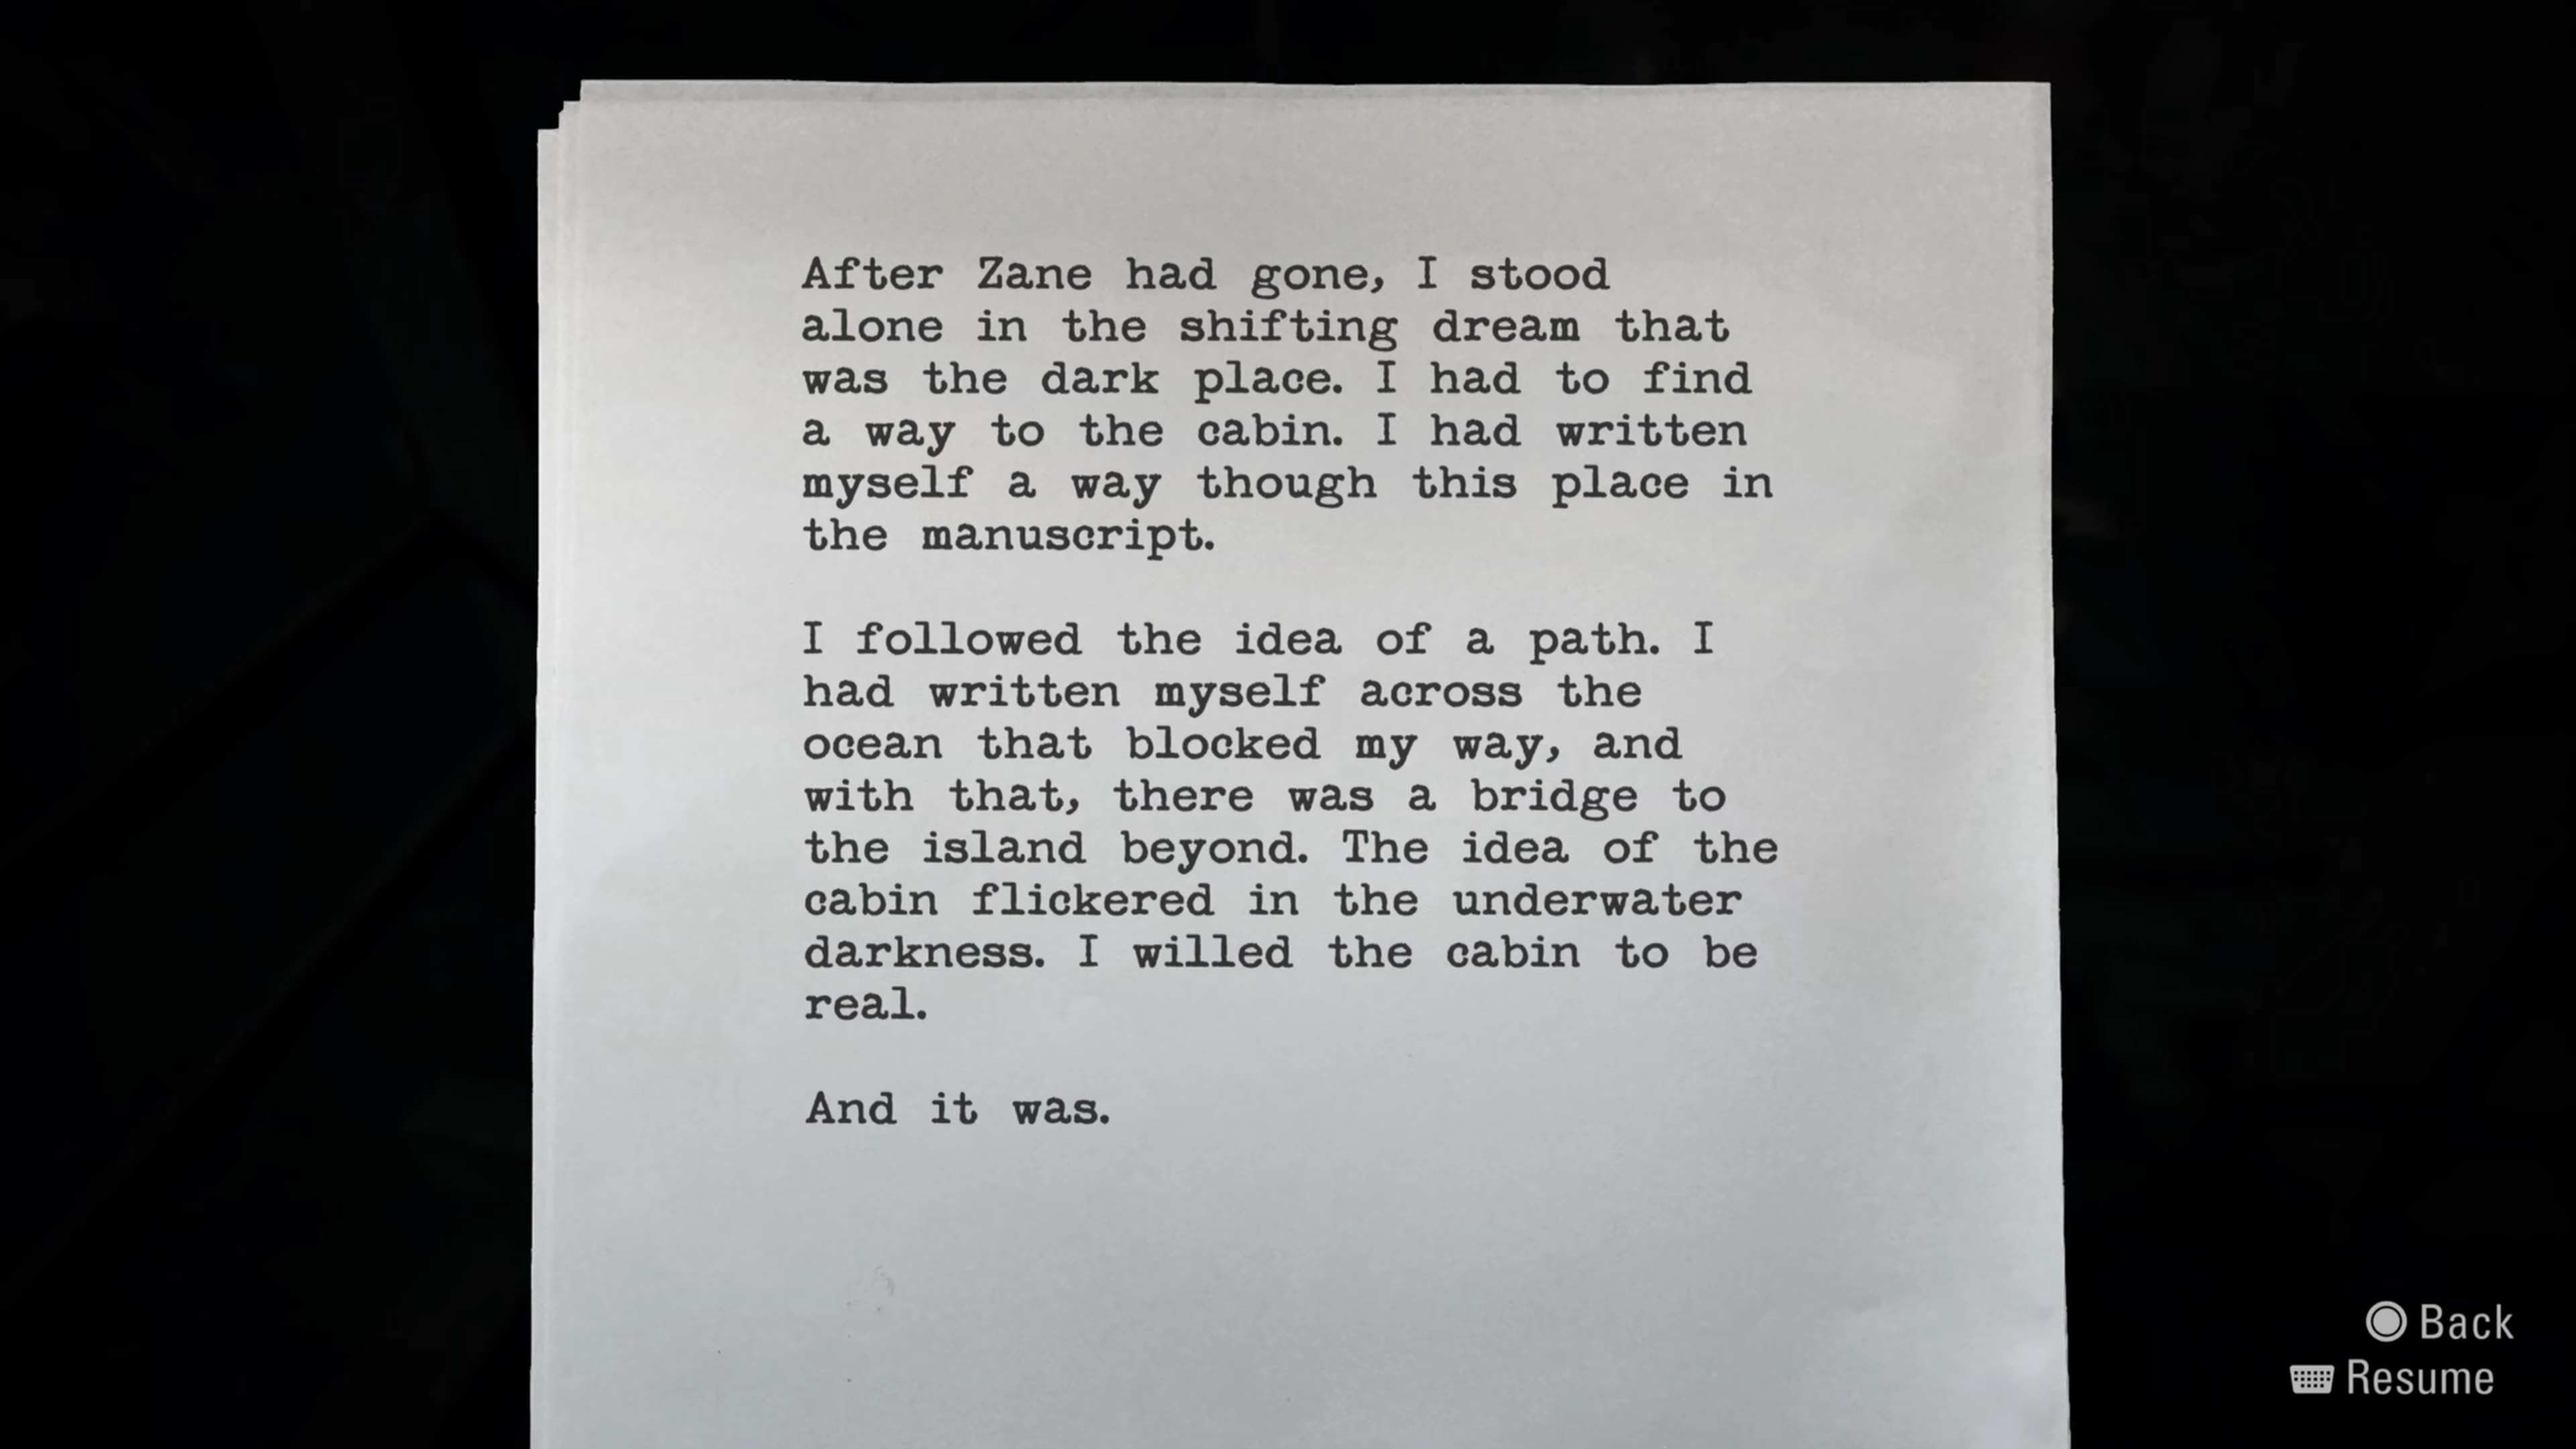 After Zane had gone, I stood
alone in the shifting dream that
was the dark place. I had to find
a way to the cabin. I had written
myself a way though this place in
the manuscript.
I followed the idea of a path. I
had written myself across the
ocean that blocked my way, and
with that, there was a bridge to
the island beyond. The idea of the
cabin flickered in the underwater
darkness. I willed the cabin to be
real.
And it was.
Back
Resume